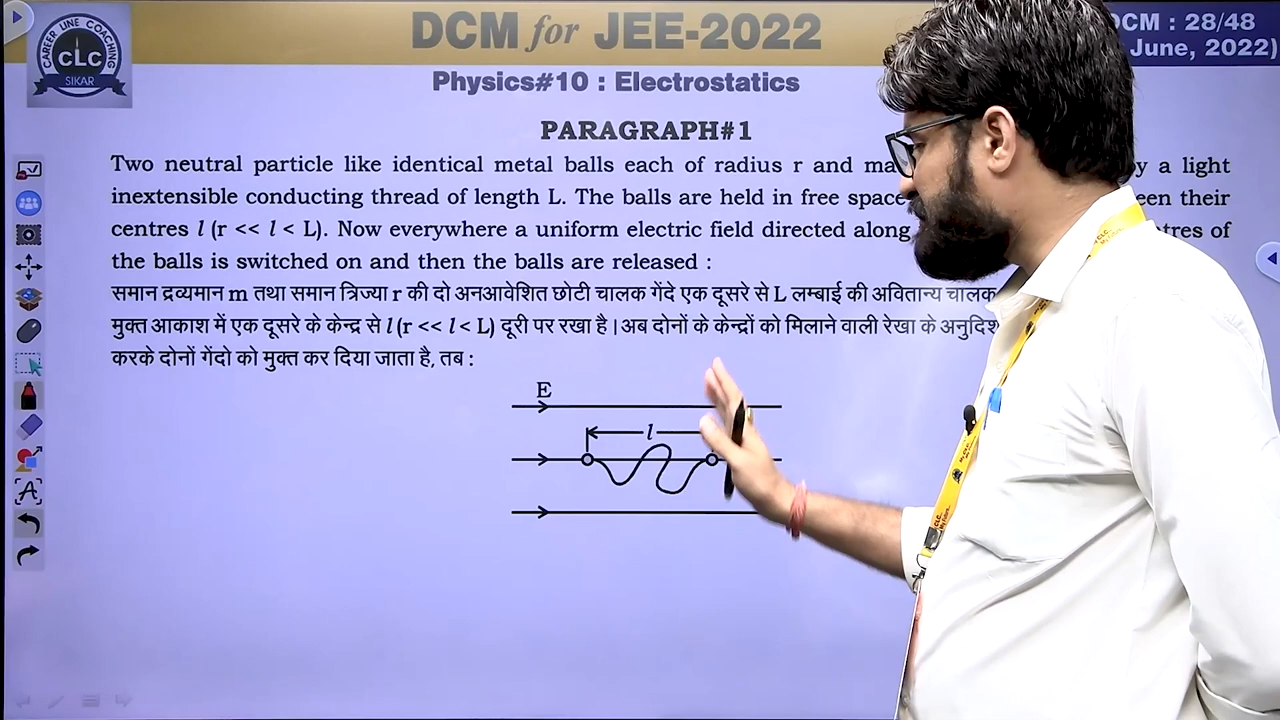 DCM for JEE-2022
DCM : 28/48
June, 2022)
CAREER LINE COACHING
CLC
SIKAR
Physics#10 : Electrostatics
PARAGRAPH#1
Two neutral particle like identical metal balls each of radius r and by a light
inextensible conducting thread of length L. The balls are held in free space their
centres l (r << l < L). Now everywhere a uniform electric field directed along of
the balls is switched on and then the balls are released :
समान द्रव्यमान m तथा समान त्रिज्या r की दो अनआवेशित छोटी चालक गेंदे एक दूसरे से L लम्बाई की अवितान्य चालक
मुक्त आकाश में एक दूसरे के केन्द्र से l (r << l < L) दूरी पर रखा है। अब दोनों के केन्द्रों को मिलाने वाली रेखा के अनुदिश
करके दोनों गेंदो को मुक्त कर दिया जाता है, तब :
E
l